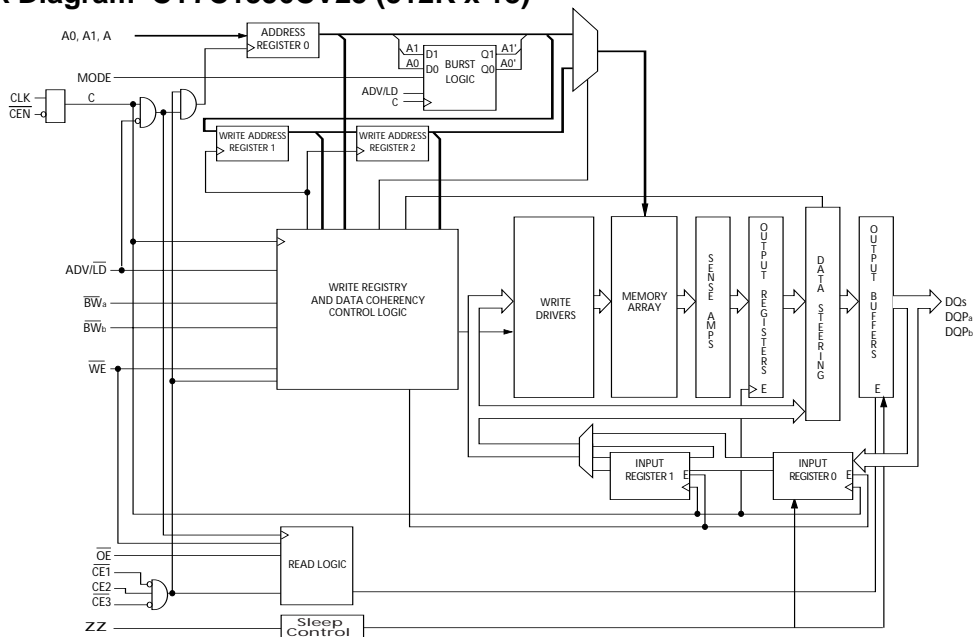 A0, A1, A
ADDRESS
REGISTER 0
A1
D1
Q1
A1'
A0
D0
BURST
LOGIC
Q0
A0'
MODE
ADV/LD
C
CLK
C
CEN
WRITE ADDRESS
REGISTER 1
WRITE ADDRESS
REGISTER 2
ADV/LD
BWa
BWb
WE
WRITE REGISTRY
AND DATA COHERENCY
CONTROL LOGIC
WRITE
DRIVERS
MEMORY
ARRAY
SENSE AMPS
OUTPUT REGISTERS
E
DATA STEERING
OUTPUT BUFFERS
E
DQs
DQPa
DQPb
INPUT
REGISTER 1
E
INPUT
REGISTER 0
E
OE
CE1
CE2
CE3
READ LOGIC
ZZ
Sleep
Control